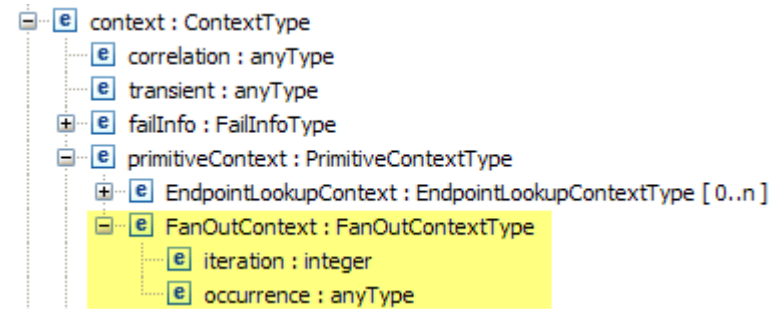 e context : ContextType
e correlation : anyType
e transient : anyType
e failInfo : FailInfoType
e primitiveContext : PrimitiveContextType
e EndpointLookupContext : EndpointLookupContextType [ 0..n ]
e FanOutContext : FanOutContextType
e iteration : integer
e occurrence : anyType